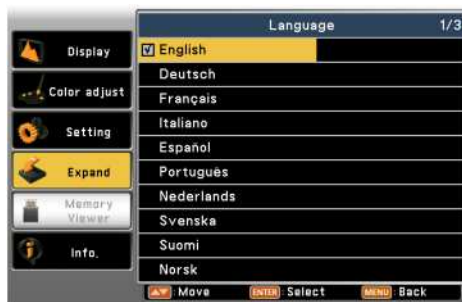 Language 1/3
Display
Color adjust
Setting
Expand
Memory
Viewer
Info.
English
Deutsch
Français
Italiano
Español
Português
Nederlands
Svenska
Suomi
Norsk
Move ENTER Select MENU Back